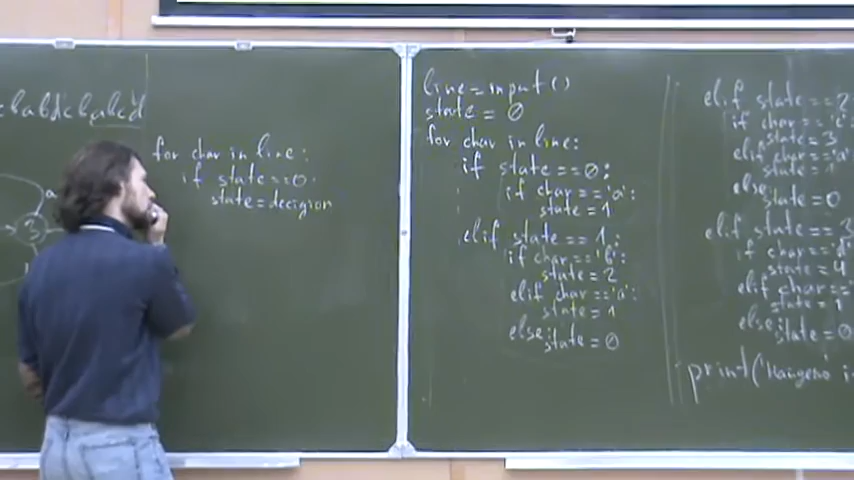 babcd
for char in line:
if state==0:
state=decision
a
3
line=input()
state=0
for char in line:
if state==0:
if char=='a':
state=1
elif state==1:
if char=='b':
state=2
elif char=='a':
state=1
else:
state=0
elif state==2
if char=='c'
state=3
elif char=='a'
state=1
else:
state=0
elif state==3
if char==
state=4
elif char==
state=1
else:
state=0
print('Найдено